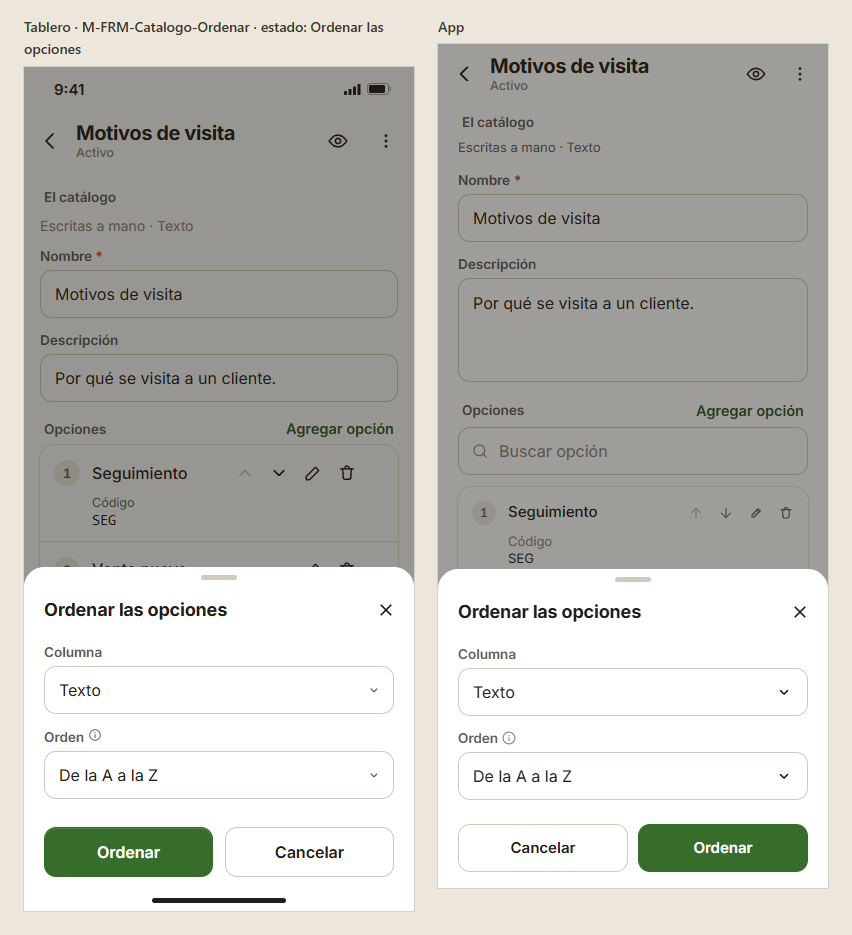 Tablero · M-FRM-Catalogo-Ordenar · estado: Ordenar las
opciones
9:41
Motivos de visita
Activo
El catálogo
Escritas a mano · Texto
Nombre *
Motivos de visita
Descripción
Por qué se visita a un cliente.
Opciones
Agregar opción
1
Seguimiento
Código
SEG
Ordenar las opciones
Columna
Texto
Orden
De la A a la Z
Ordenar
Cancelar
App
Motivos de visita
Activo
El catálogo
Escritas a mano · Texto
Nombre *
Motivos de visita
Descripción
Por qué se visita a un cliente.
Opciones
Agregar opción
Buscar opción
1
Seguimiento
Código
SEG
Ordenar las opciones
Columna
Texto
Orden
De la A a la Z
Cancelar
Ordenar